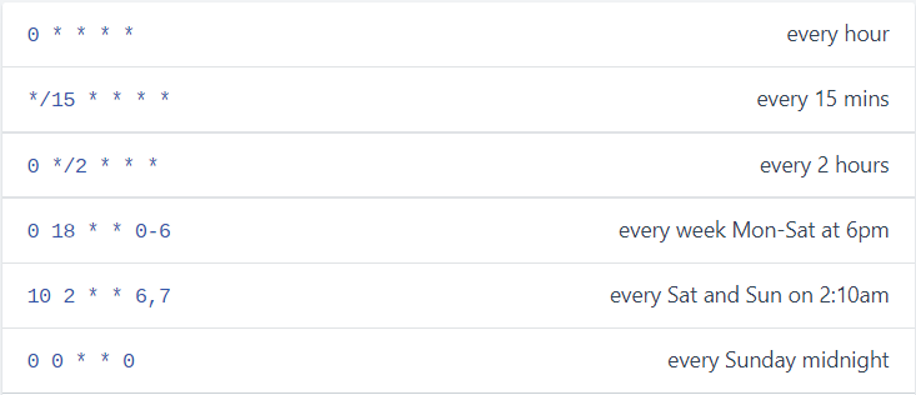 0 * * * * every hour
*/15 * * * * every 15 mins
0 */2 * * * every 2 hours
0 18 * * 0-6 every week Mon-Sat at 6pm
10 2 * * 6,7 every Sat and Sun on 2:10am
0 0 * * 0 every Sunday midnight